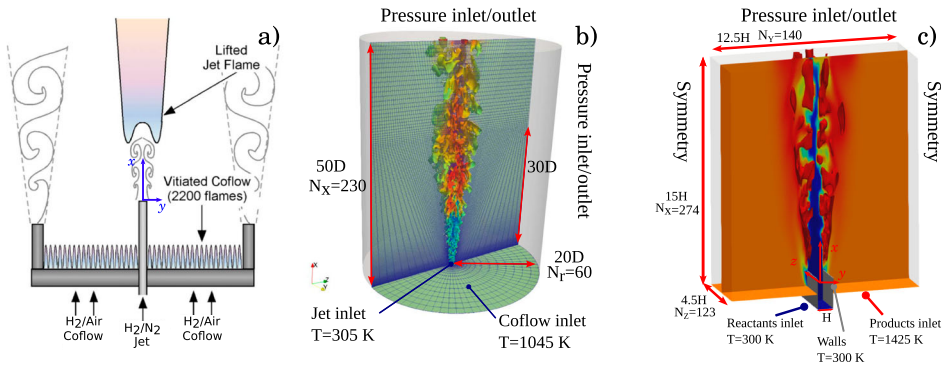 a)
Lifted
Jet Flame
x
y
Vitiated Coflow
(2200 flames)
H2/Air
Coflow
H2/N2
Jet
H2/Air
Coflow
Pressure inlet/outlet
b)
50D
Nx=230
30D
20D
Nr=60
Pressure inlet/outlet
Jet inlet
T=305 K
Coflow inlet
T=1045 K
Pressure inlet/outlet
c)
12.5H NY=140
Symmetry
Symmetry
15H
NX=274
4.5H
NZ=123
x
z
y
H
Reactants inlet
T=300 K
Walls
T=300 K
Products inlet
T=1425 K